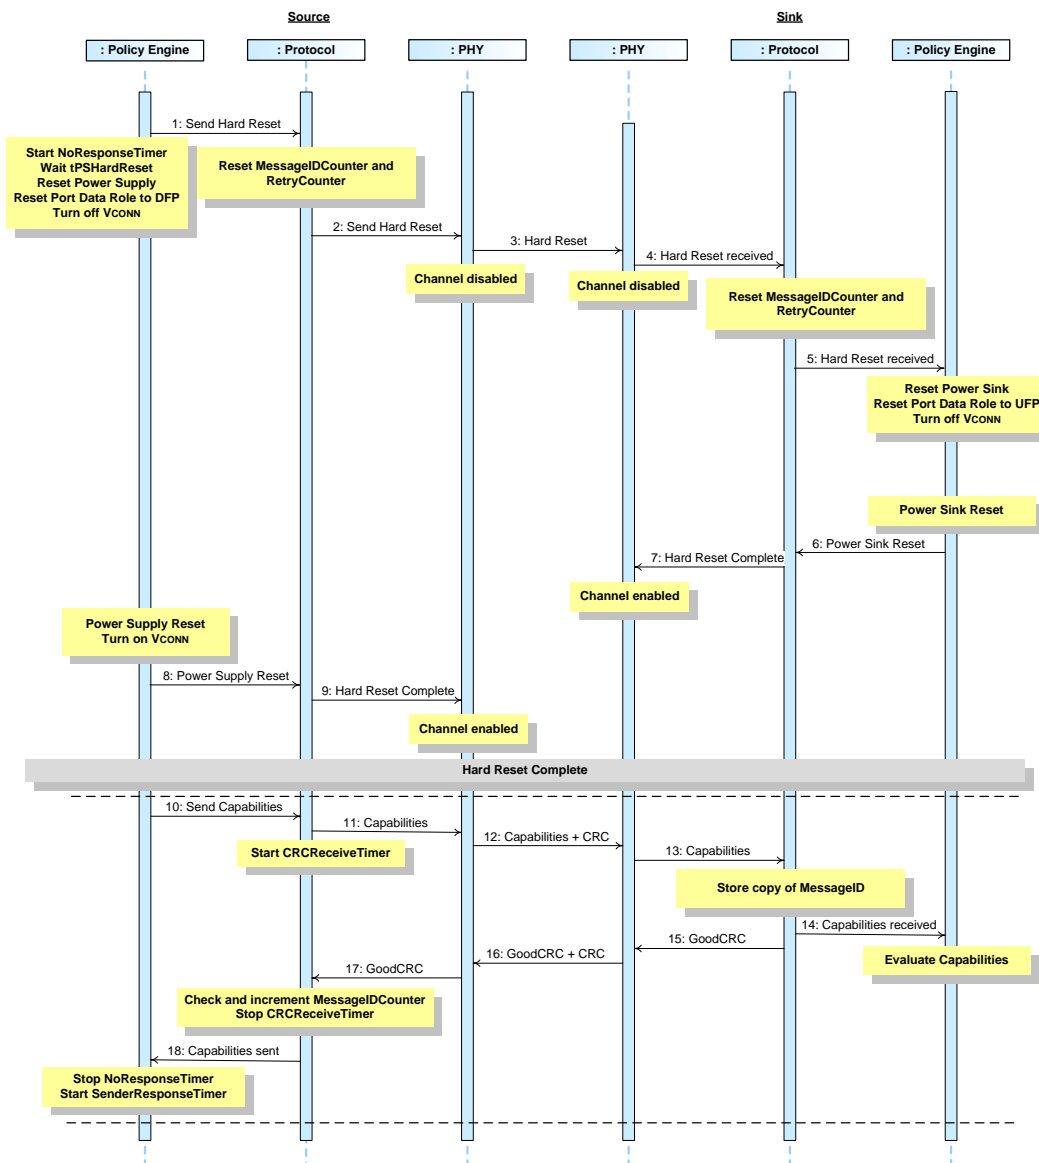 Source
Sink
: Policy Engine
: Protocol
: PHY
: PHY
: Protocol
: Policy Engine
1: Send Hard Reset
Start NoResponseTimer
Wait tPSHardReset
Reset Power Supply
Reset Port Data Role to DFP
Turn off VCONN
Reset MessageIDCounter and
RetryCounter
2: Send Hard Reset
3: Hard Reset
4: Hard Reset received
Channel disabled
Channel disabled
Reset MessageIDCounter and
RetryCounter
5: Hard Reset received
Reset Power Sink
Reset Port Data Role to UFP
Turn off VCONN
Power Sink Reset
6: Power Sink Reset
7: Hard Reset Complete
Channel enabled
Power Supply Reset
Turn on VCONN
8: Power Supply Reset
9: Hard Reset Complete
Channel enabled
Hard Reset Complete
10: Send Capabilities
11: Capabilities
12: Capabilities + CRC
Start CRCReceiveTimer
13: Capabilities
Store copy of MessageID
14: Capabilities received
15: GoodCRC
16: GoodCRC + CRC
Evaluate Capabilities
17: GoodCRC
Check and increment MessageIDCounter
Stop CRCReceiveTimer
18: Capabilities sent
Stop NoResponseTimer
Start SenderResponseTimer